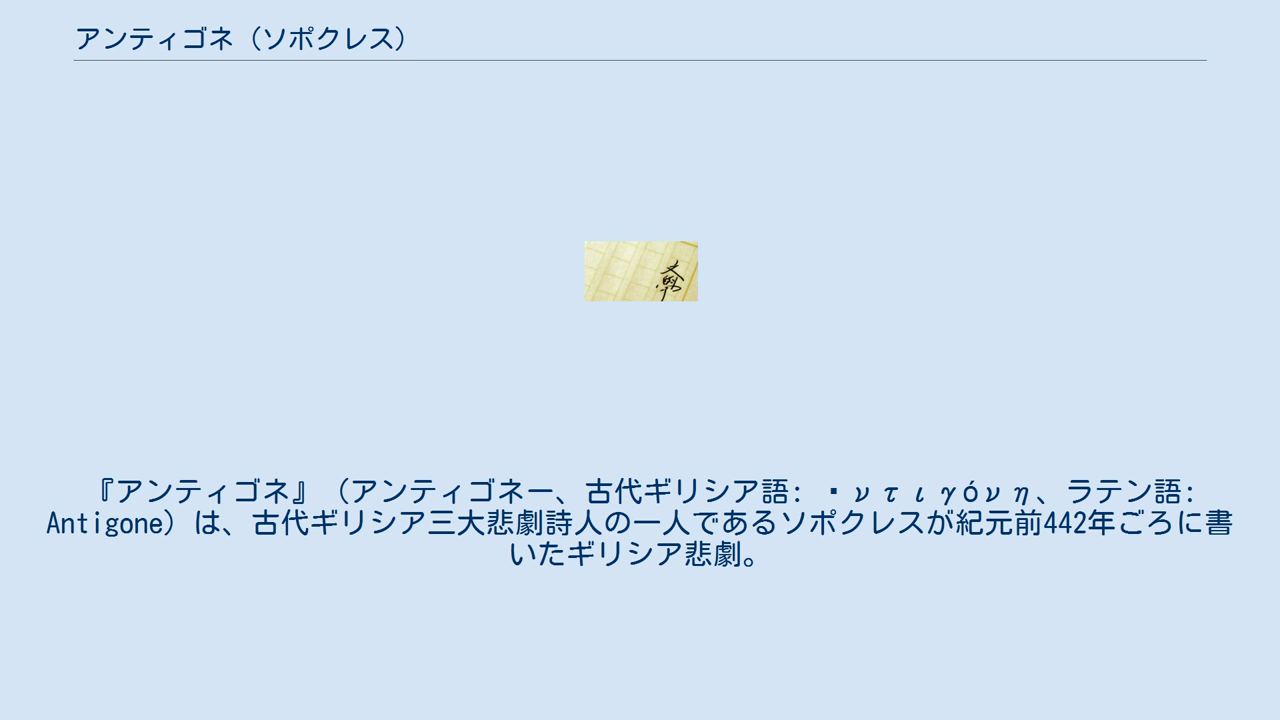 アンティゴネ（ソポクレス）
『アンティゴネ』（アンティゴネー、古代ギリシア語: ・ντιγόνη、ラテン語:
Antigone）は、古代ギリシア三大悲劇詩人の一人であるソポクレスが紀元前442年ごろに書
いたギリシア悲劇。